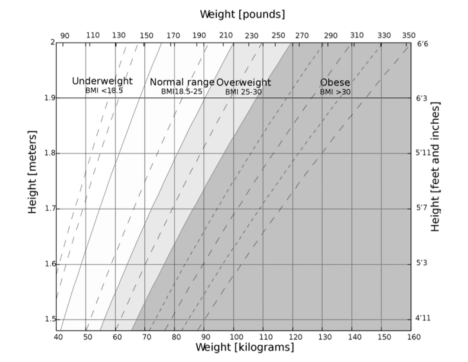 Weight [pounds]
90 110 130 150 170 190 210 230 250 270 290 310 330 350
2 6'6
Underweight Normal range Overweight Obese
BMI <18.5 BMI18.5-25 BMI 25-30 BMI >30
1.9 6'3
1.8 5'11
Height [meters]
Height [feet and inches]
1.7 5'7
1.6 5'3
1.5 4'11
40 50 60 70 80 90 100 110 120 130 140 150 160
Weight [kilograms]